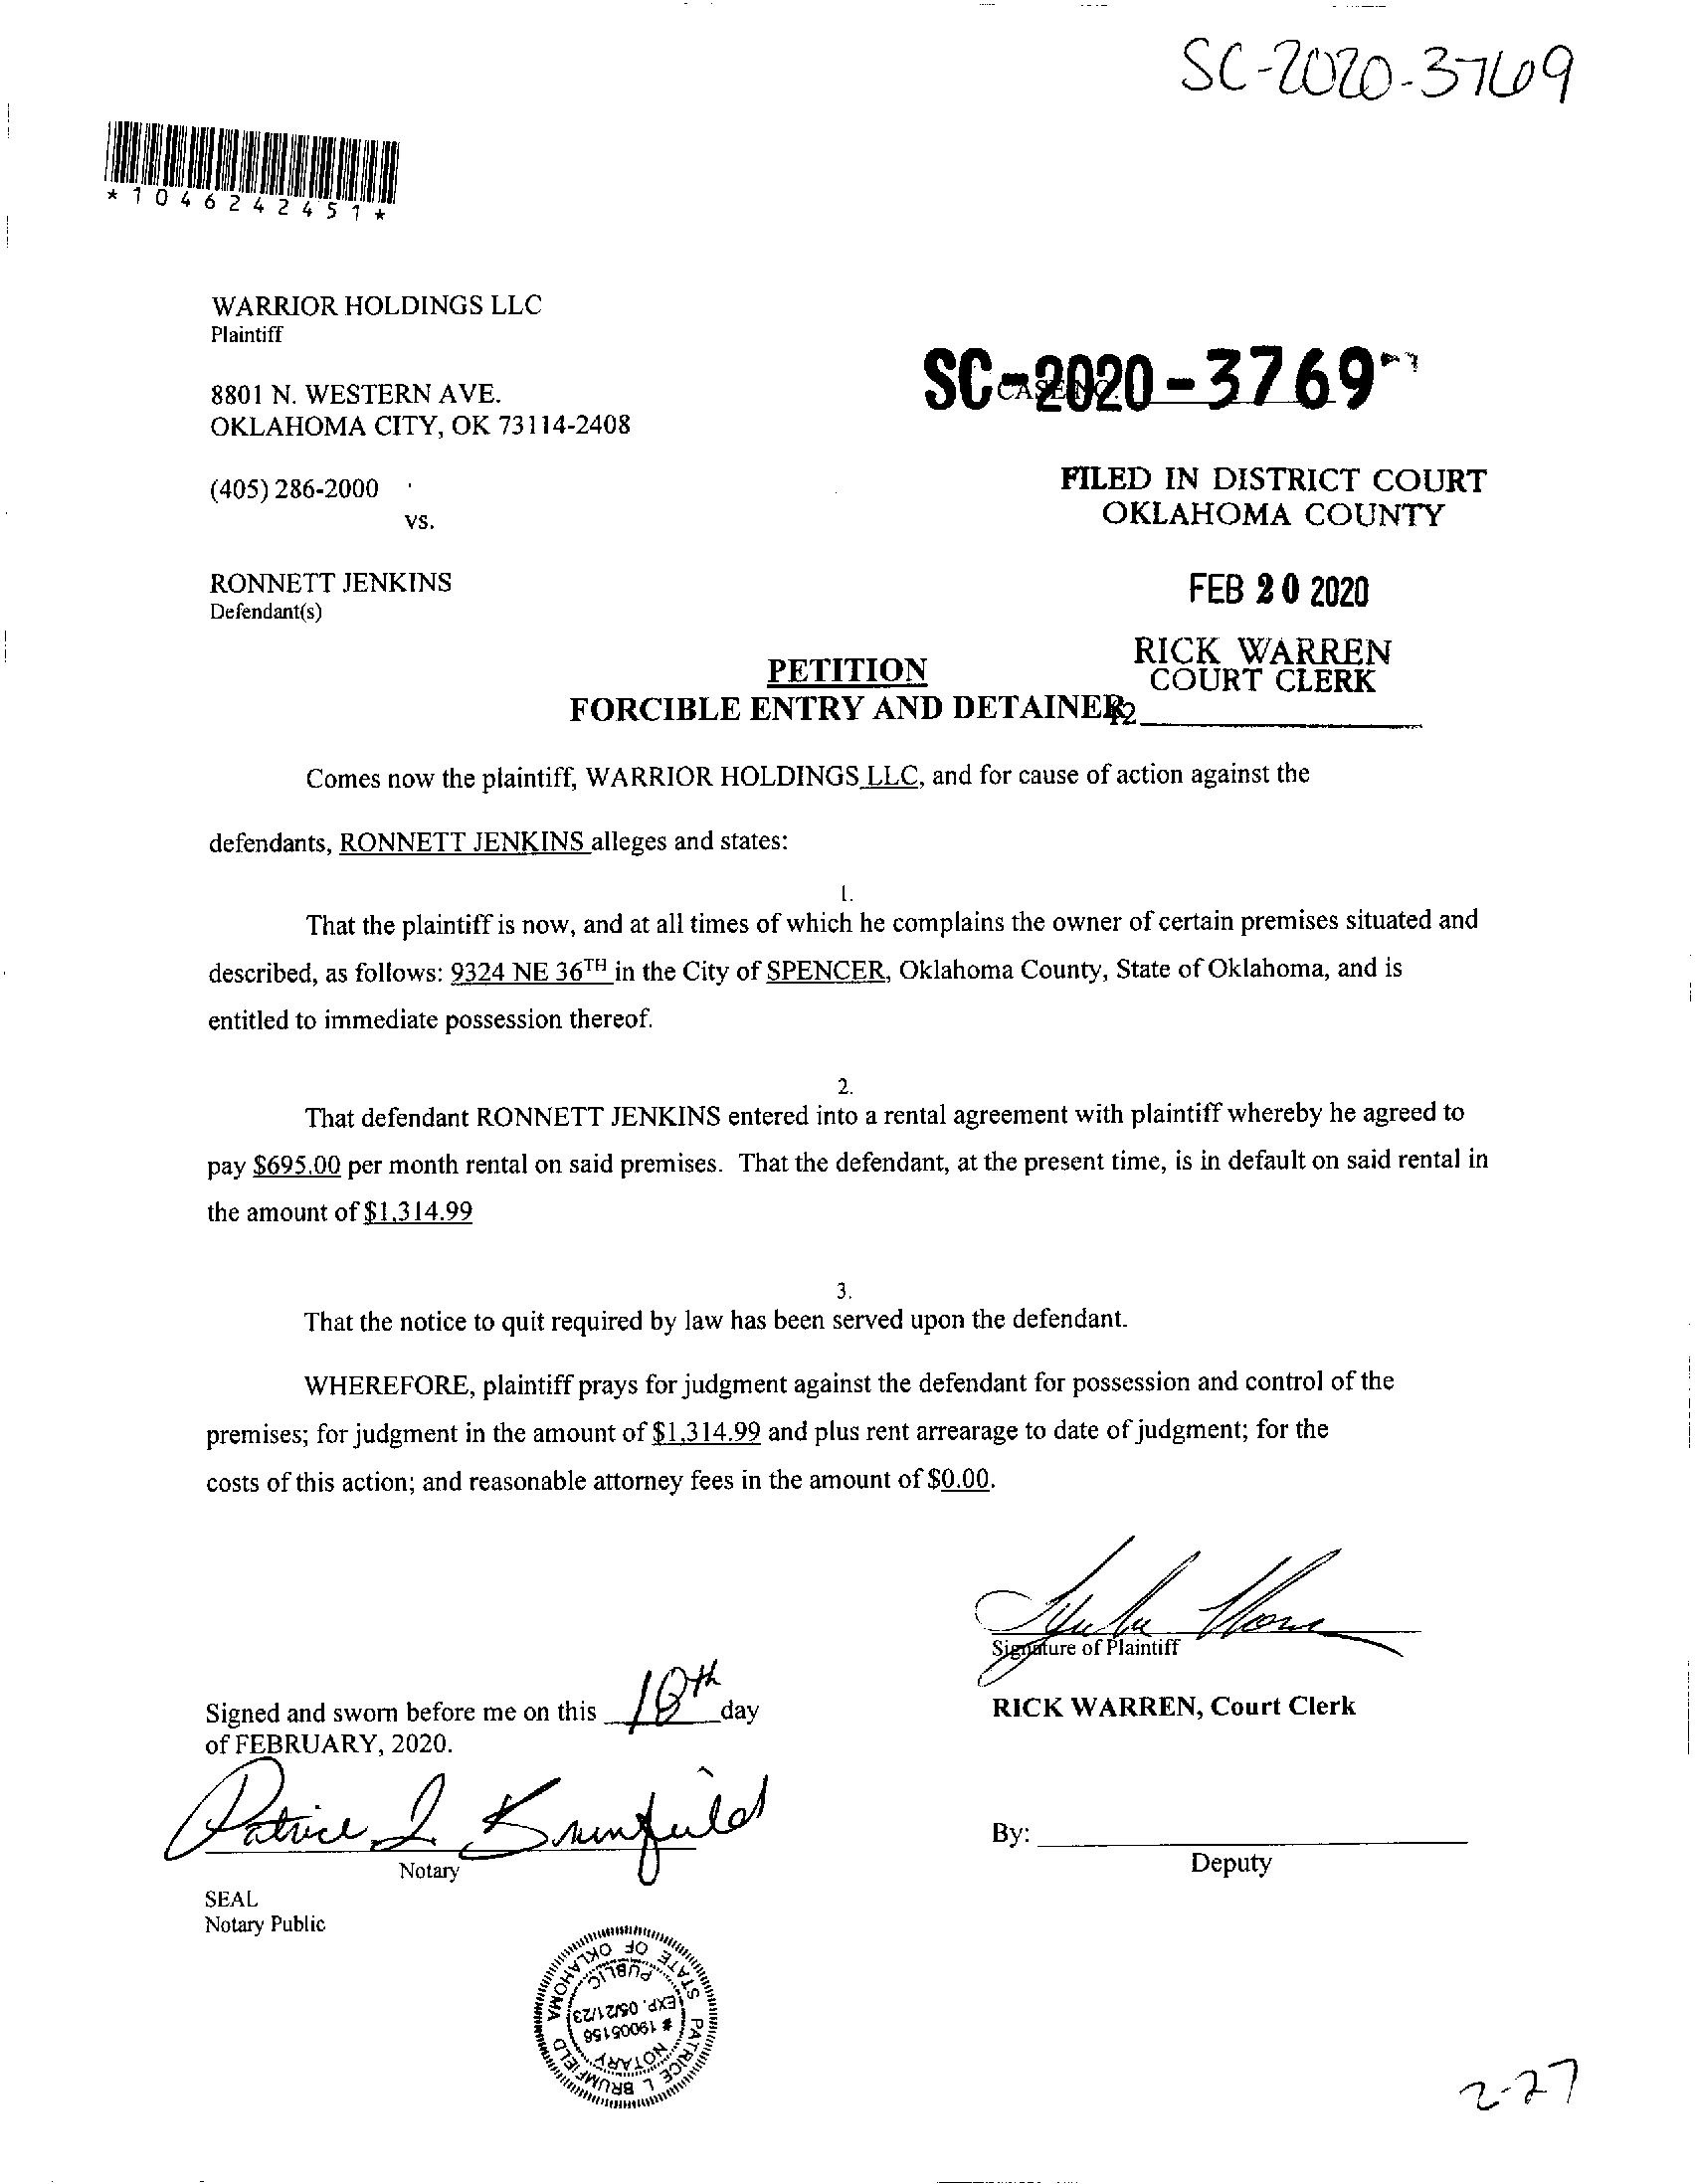 SC-2020-3769
*1046242451*
WARRIOR HOLDINGS LLC
Plaintiff
8801 N. WESTERN AVE.
OKLAHOMA CITY, OK 73114-2408
SC-2020-3769
CASE NO.
(405) 286-2000
vs.
FILED IN DISTRICT COURT
OKLAHOMA COUNTY
RONNETT JENKINS
Defendant(s)
FEB 20 2020
RICK WARREN
COURT CLERK
PETITION
FORCIBLE ENTRY AND DETAINER
Comes now the plaintiff, WARRIOR HOLDINGS LLC, and for cause of action against the
defendants, RONNETT JENKINS alleges and states:
1.
That the plaintiff is now, and at all times of which he complains the owner of certain premises situated and
described, as follows: 9324 NE 36TH in the City of SPENCER, Oklahoma County, State of Oklahoma, and is
entitled to immediate possession thereof.
2.
That defendant RONNETT JENKINS entered into a rental agreement with plaintiff whereby he agreed to
pay $695.00 per month rental on said premises. That the defendant, at the present time, is in default on said rental in
the amount of $1,314.99
3.
That the notice to quit required by law has been served upon the defendant.
WHEREFORE, plaintiff prays for judgment against the defendant for possession and control of the
premises; for judgment in the amount of $1,314.99 and plus rent arrearage to date of judgment; for the
costs of this action; and reasonable attorney fees in the amount of $0.00.
Signature of Plaintiff
Signed and sworn before me on this 18th day
of FEBRUARY, 2020.
RICK WARREN, Court Clerk
Patrice L Brumfield
Notary
By:
Deputy
SEAL
Notary Public
PATRICE L BRUMFIELD
STATE OF OKLAHOMA
NOTARY
# 19005156
EXP. 05/21/23
PUBLIC
2-27